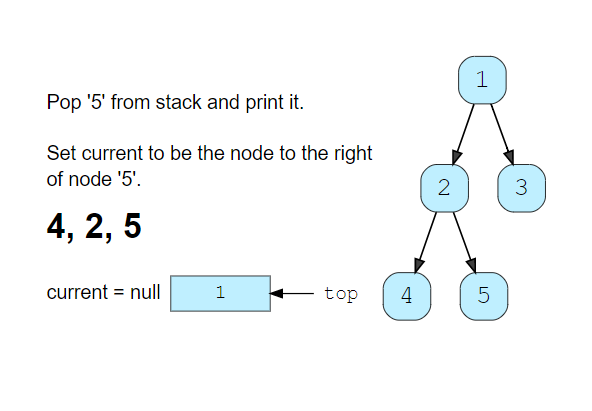 Pop '5' from stack and print it.
Set current to be the node to the right
of node '5'.
4, 2, 5
current = null
1
top
1
2
3
4
5